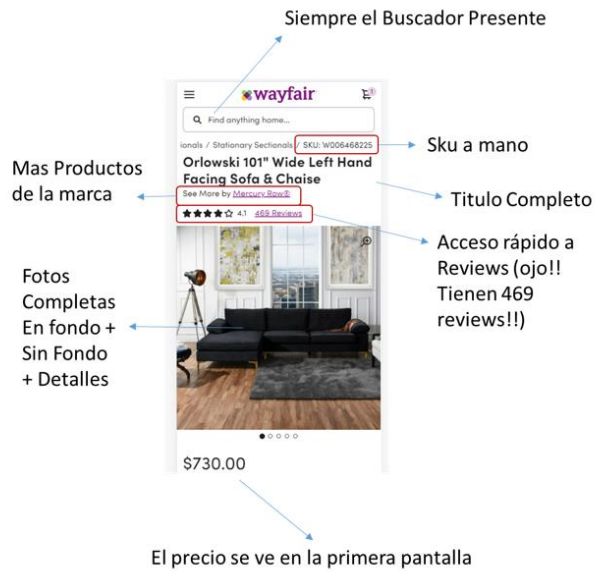 Siempre el Buscador Presente
wayfair
1
Find anything home...
ionals / Stationary Sectionals / SKU: W006468225
Sku a mano
Orlowski 101" Wide Left Hand
Facing Sofa & Chaise
See More by Mercury Row®
4.1 469 Reviews
Mas Productos
de la marca
Titulo Completo
Acceso rápido a
Reviews (ojo!!
Tienen 469
reviews!!)
Fotos
Completas
En fondo +
Sin Fondo
+ Detalles
$730.00
El precio se ve en la primera pantalla